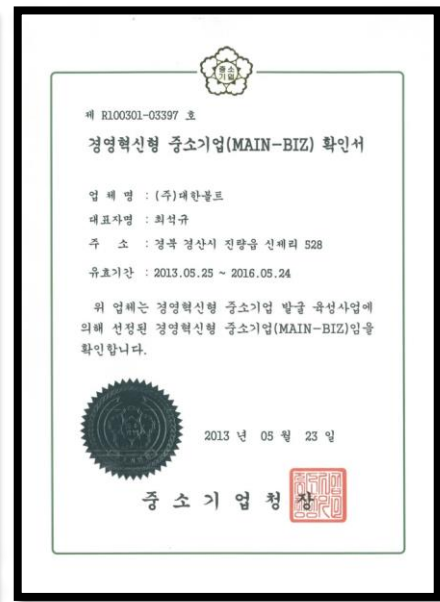 중소
기업
제 R100301-03397 호
경영혁신형 중소기업(MAIN-BIZ) 확인서
업 체 명 : (주)대한볼트
대표자명 : 최석규
주 소 : 경북 경산시 진량읍 신제리 528
유효기간 : 2013.05.25 ~ 2016.05.24
위 업체는 경영혁신형 중소기업 발굴 육성사업에
의해 선정된 경영혁신형 중소기업(MAIN-BIZ)임을
확인합니다.
2013 년 05 월 23 일
중 소 기 업 청 장